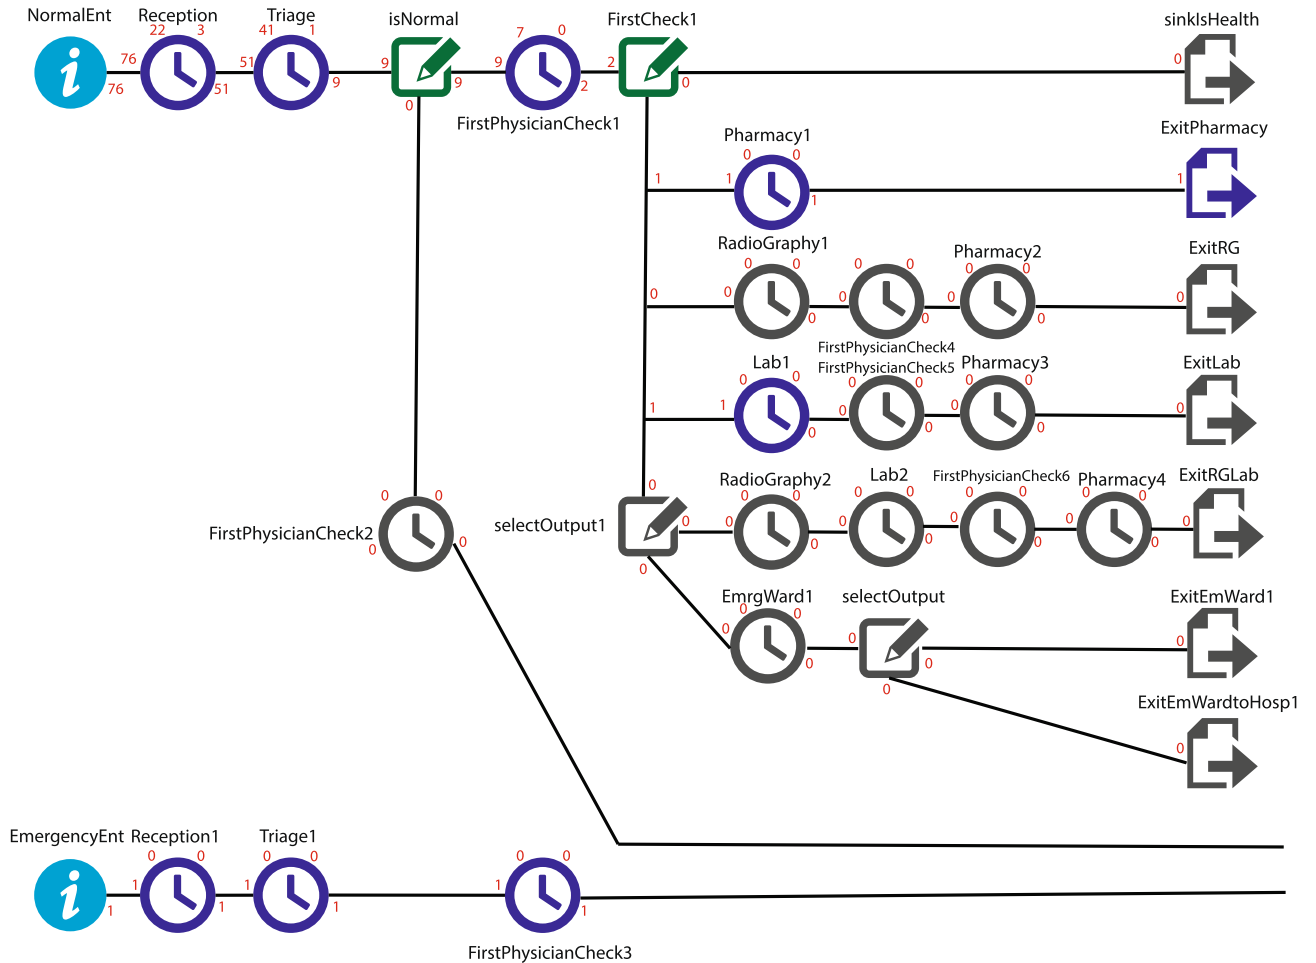 NormalEnt Reception Triage isNormal FirstCheck1 sinkIsHealth
22 3 41 1 7 0
76 51 9 9 2 0
76 51 9 9 2 0
0
FirstPhysicianCheck1
ExitPharmacy
Pharmacy1
0 0
1 1 1
1
RadioGraphy1 Pharmacy2 ExitRG
0 0 0 0 0 0
0 0 0 0 0
0 0 0
FirstPhysicianCheck4
Lab1 FirstPhysicianCheck5 Pharmacy3 ExitLab
0 0 0 0 0 0
1 1 0 0 0
0 0 0
RadioGraphy2 Lab2 FirstPhysicianCheck6 Pharmacy4 ExitRGLab
0
0 0 0 0 0 0 0 0 0 0
selectOutput1
0 0 0 0 0 0
0 0 0 0
FirstPhysicianCheck2
0 0
0
EmrgWard1 selectOutput ExitEmWard1
0 0
0 0 0
0 0
0
ExitEmWardtoHosp1
0
EmergencyEnt Reception1 Triage1
0 0 0 0 0 0
1 1 1
1 1 1 1
FirstPhysicianCheck3